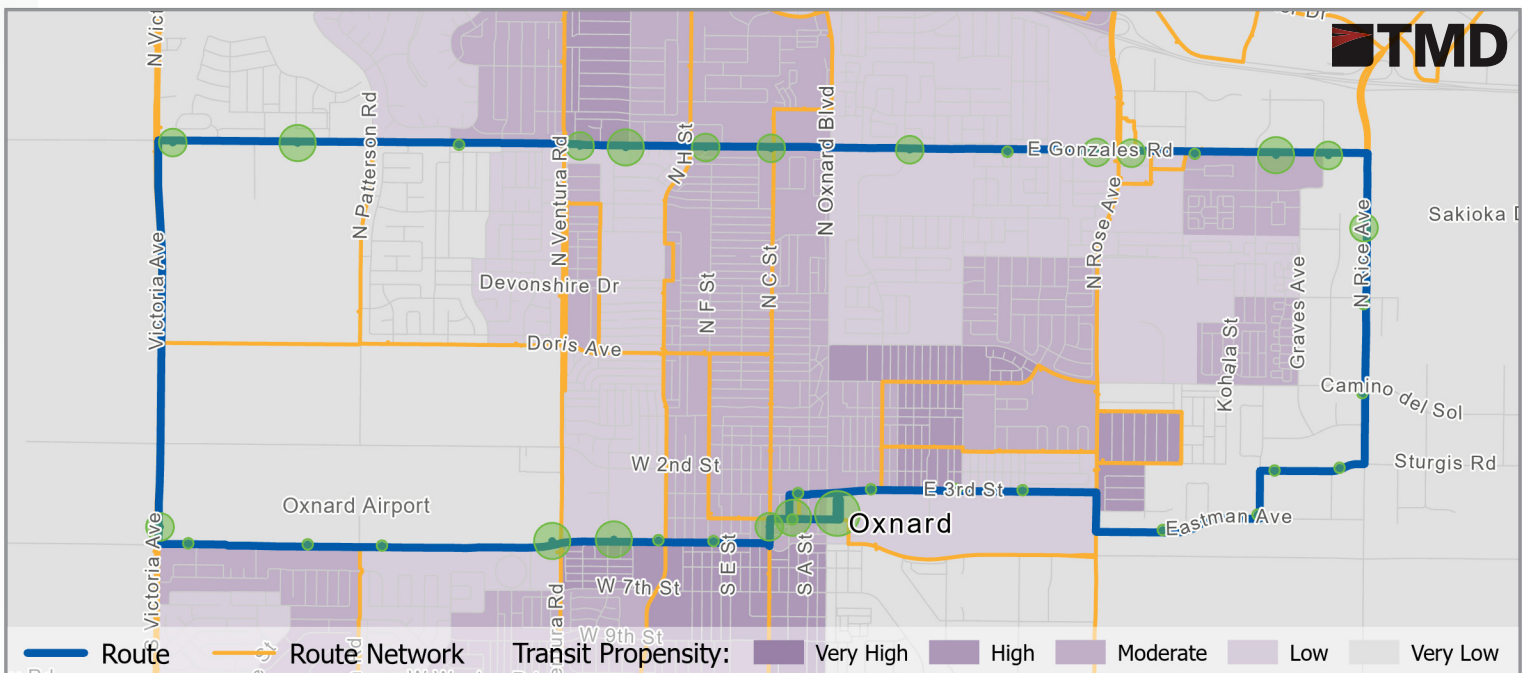 N Vict
TMD
N Patterson Rd
N Ventura Rd
N H St
N Oxnard Blvd
E Gonzales Rd
N Rose Ave
N Rice Ave
Sakioka D
Victoria Ave
Devonshire Dr
N F St
N C St
Doris Ave
Kohala St
Graves Ave
Camino del Sol
W 2nd St
Sturgis Rd
Oxnard Airport
E 3rd St
Oxnard
Eastman Ave
S Victoria Ave
S E St
S A St
W 7th St
W 9th St
Route
Route Network
Transit Propensity:
Very High
High
Moderate
Low
Very Low